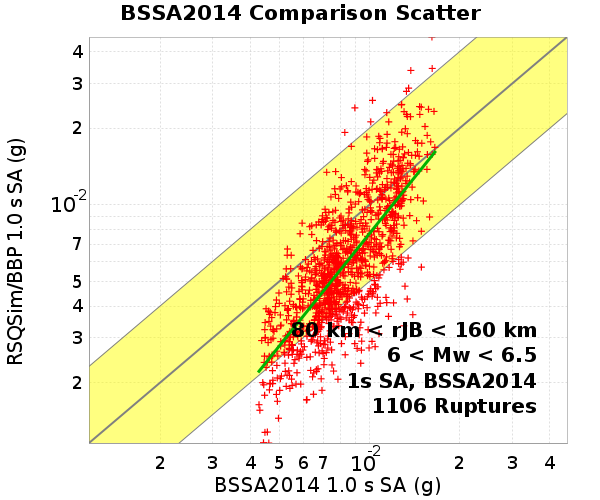 BSSA2014 Comparison Scatter
RSQSim/BBP 1.0 s SA (g)
4
3
2
10-2
7
5
4
3
2
80 km < rJB < 160 km
6 < Mw < 6.5
1s SA, BSSA2014
1106 Ruptures
2 3 4 5 6 7 10-2 2 3 4
BSSA2014 1.0 s SA (g)